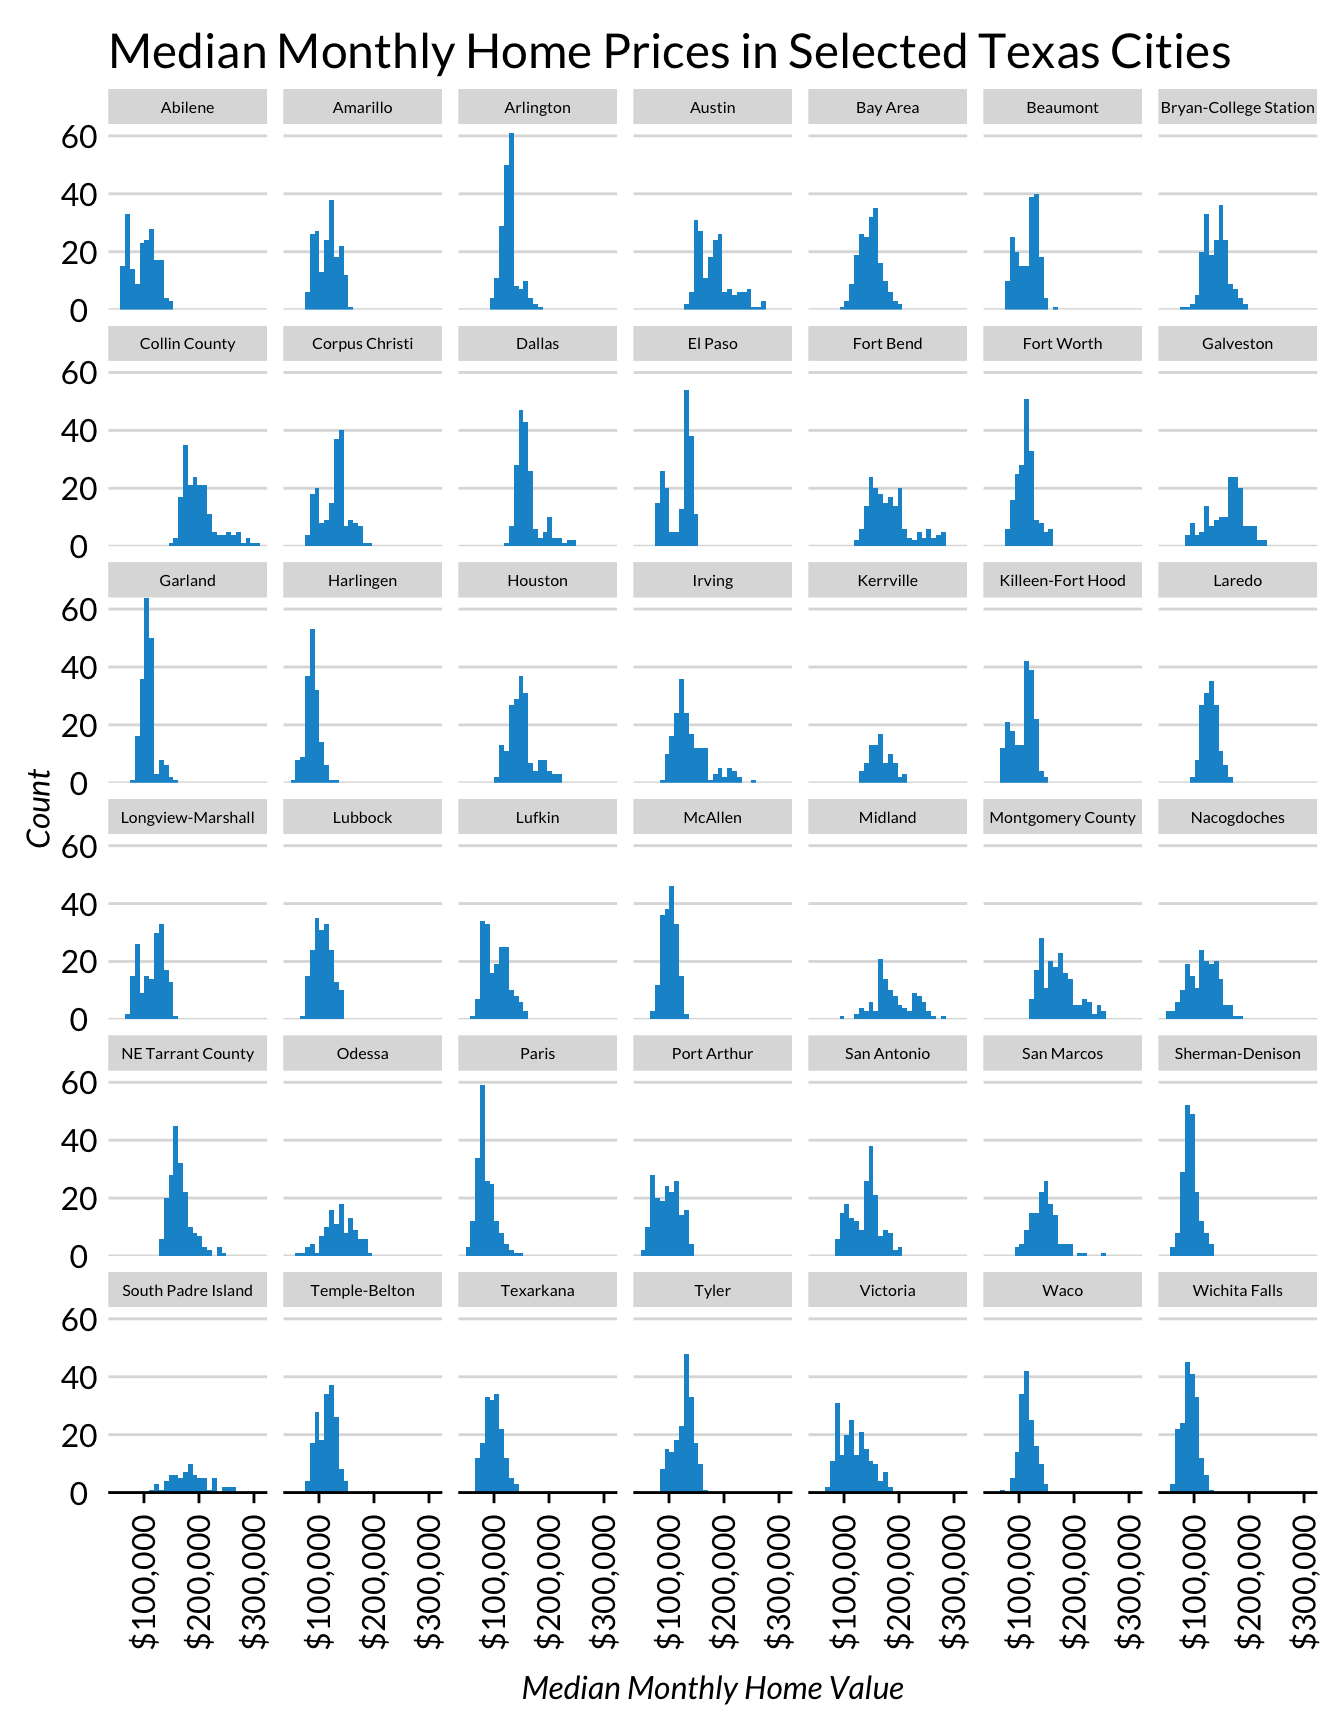 Median Monthly Home Prices in Selected Texas Cities
Abilene Amarillo Arlington Austin Bay Area Beaumont Bryan-College Station
60
40
20
0
Collin County Corpus Christi Dallas El Paso Fort Bend Fort Worth Galveston
60
40
20
0
Garland Harlingen Houston Irving Kerrville Killeen-Fort Hood Laredo
60
40
20
0
Count
Longview-Marshall Lubbock Lufkin McAllen Midland Montgomery County Nacogdoches
60
40
20
0
NE Tarrant County Odessa Paris Port Arthur San Antonio San Marcos Sherman-Denison
60
40
20
0
South Padre Island Temple-Belton Texarkana Tyler Victoria Waco Wichita Falls
60
40
20
0
$100,000 $200,000 $300,000 $100,000 $200,000 $300,000 $100,000 $200,000 $300,000 $100,000 $200,000 $300,000 $100,000 $200,000 $300,000 $100,000 $200,000 $300,000 $100,000 $200,000 $300,000
Median Monthly Home Value